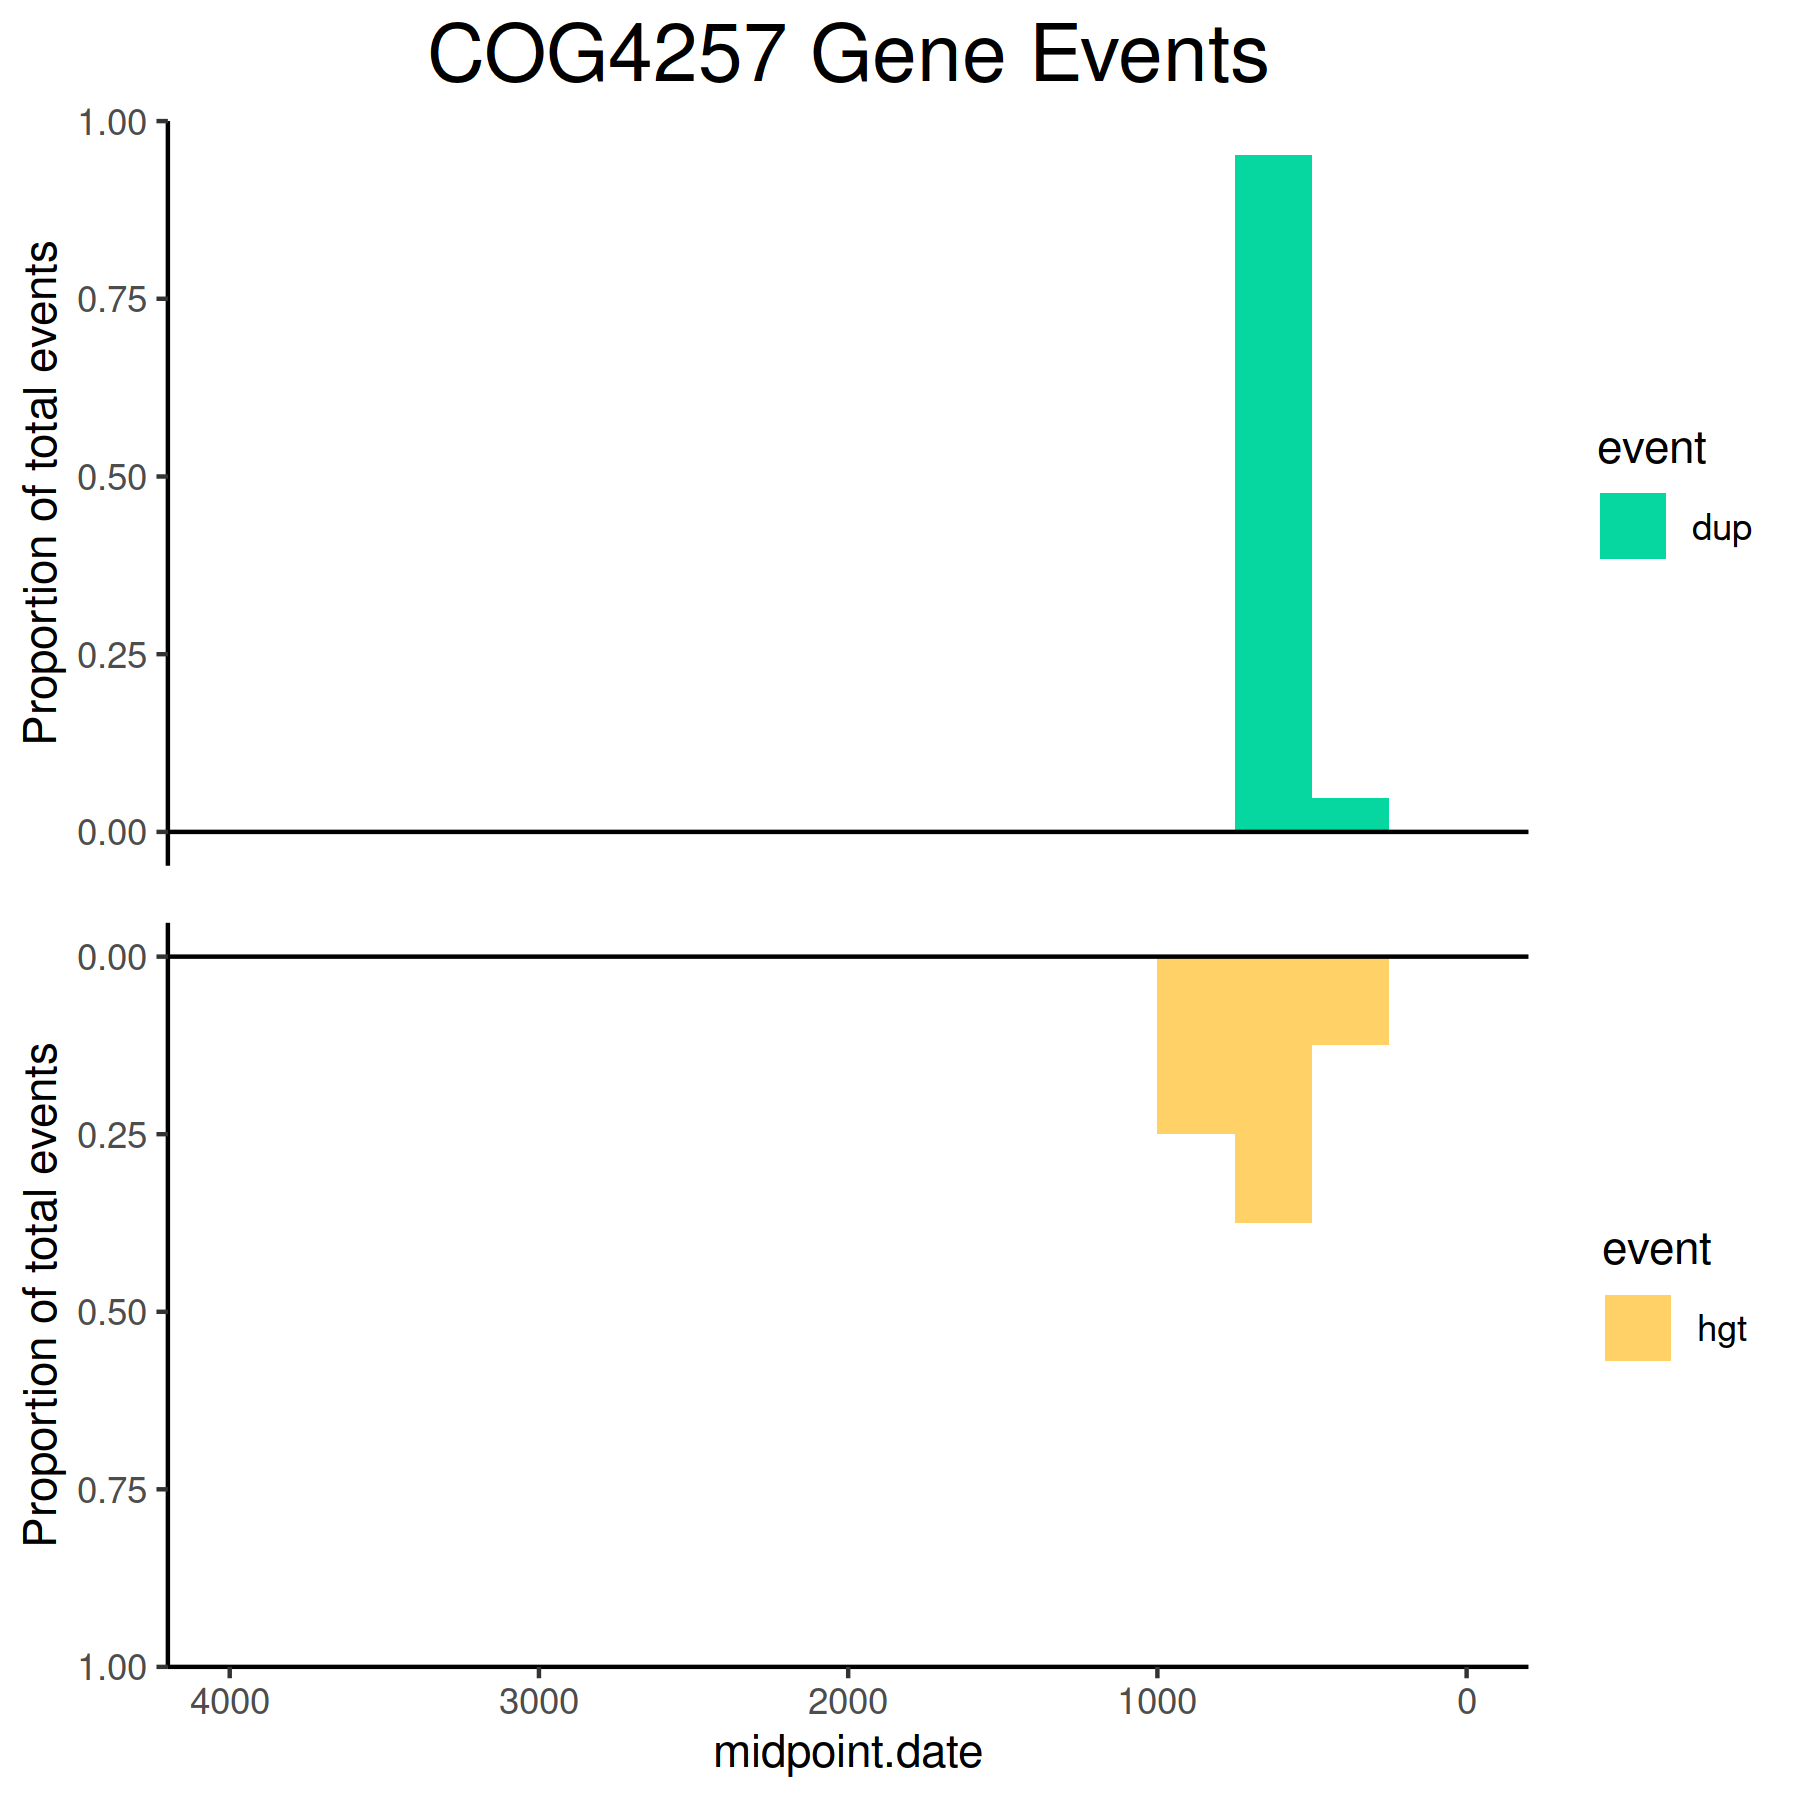 COG4257 Gene Events
Proportion of total events
1.00
0.75
0.50
0.25
0.00
event
dup
Proportion of total events
0.00
0.25
0.50
0.75
1.00
event
hgt
4000 3000 2000 1000 0
midpoint.date